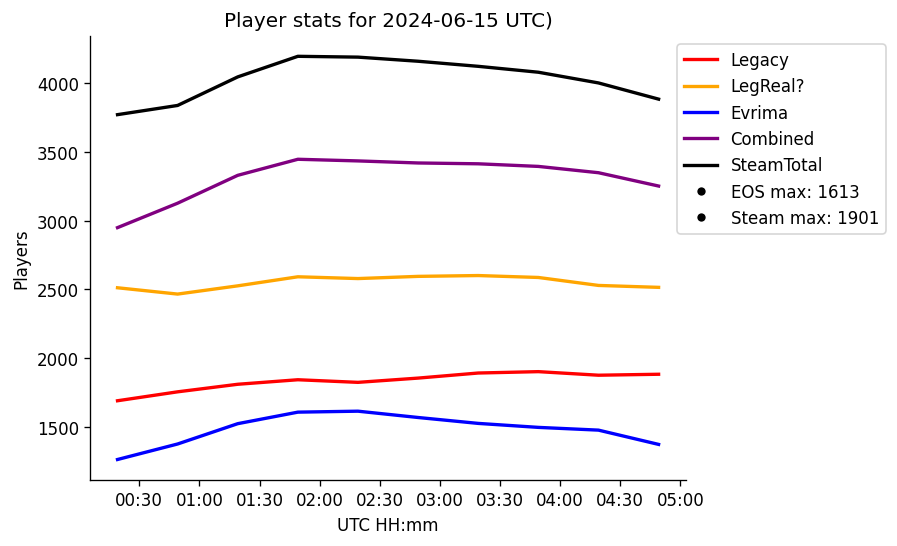 Player stats for 2024-06-15 UTC)
Legacy
LegReal?
Evrima
Combined
SteamTotal
EOS max: 1613
Steam max: 1901
Players
4000
3500
3000
2500
2000
1500
00:30 01:00 01:30 02:00 02:30 03:00 03:30 04:00 04:30 05:00
UTC HH:mm